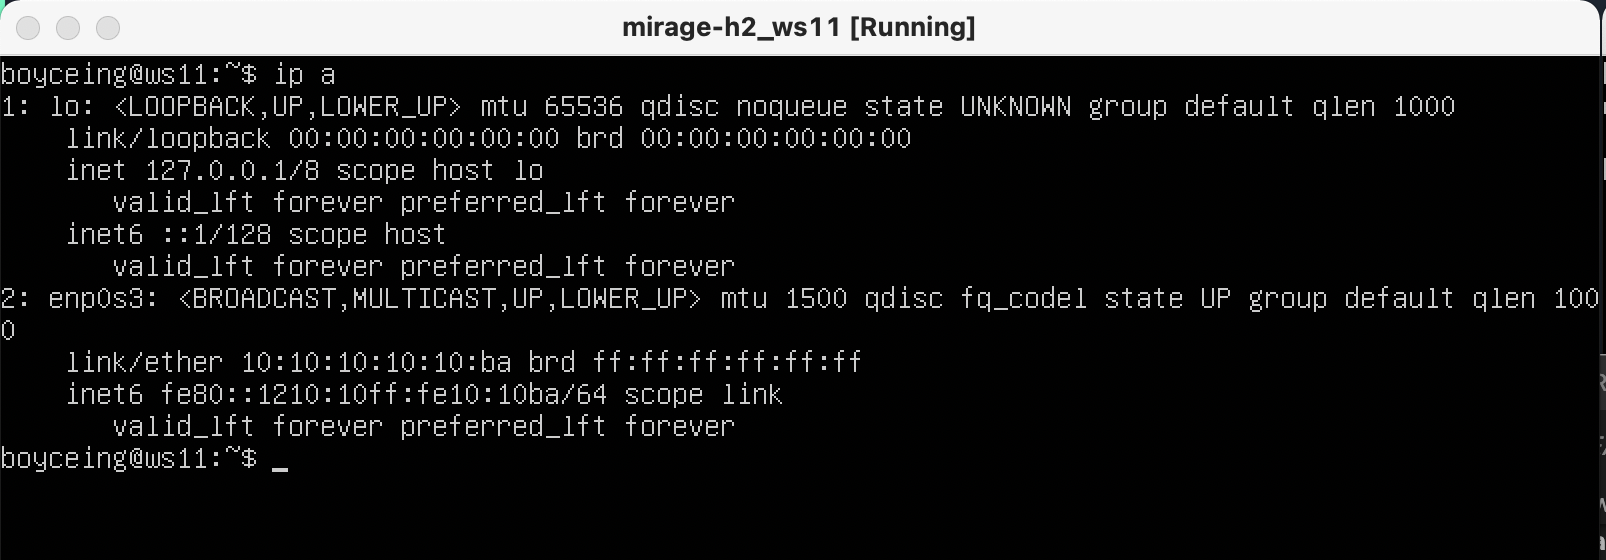 mirage-h2_ws11 [Running]
boyceing@ws11:~$ ip a
1: lo: <LOOPBACK,UP,LOWER_UP> mtu 65536 qdisc noqueue state UNKNOWN group default qlen 1000
    link/loopback 00:00:00:00:00:00 brd 00:00:00:00:00:00
    inet 127.0.0.1/8 scope host lo
       valid_lft forever preferred_lft forever
    inet6 ::1/128 scope host
       valid_lft forever preferred_lft forever
2: enp0s3: <BROADCAST,MULTICAST,UP,LOWER_UP> mtu 1500 qdisc fq_codel state UP group default qlen 100
0
    link/ether 10:10:10:10:10:ba brd ff:ff:ff:ff:ff:ff
    inet6 fe80::1210:10ff:fe10:10ba/64 scope link
       valid_lft forever preferred_lft forever
boyceing@ws11:~$ _